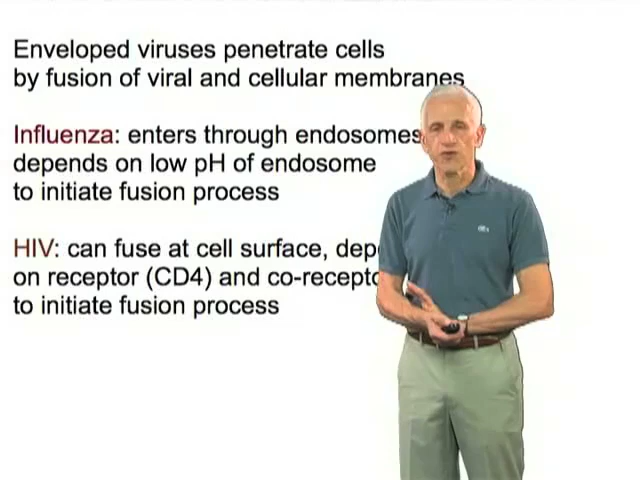 Enveloped viruses penetrate cells
by fusion of viral and cellular membranes
Influenza: enters through endosomes
depends on low pH of endosome
to initiate fusion process
HIV: can fuse at cell surface,
on receptor (CD4) and
to initiate fusion process